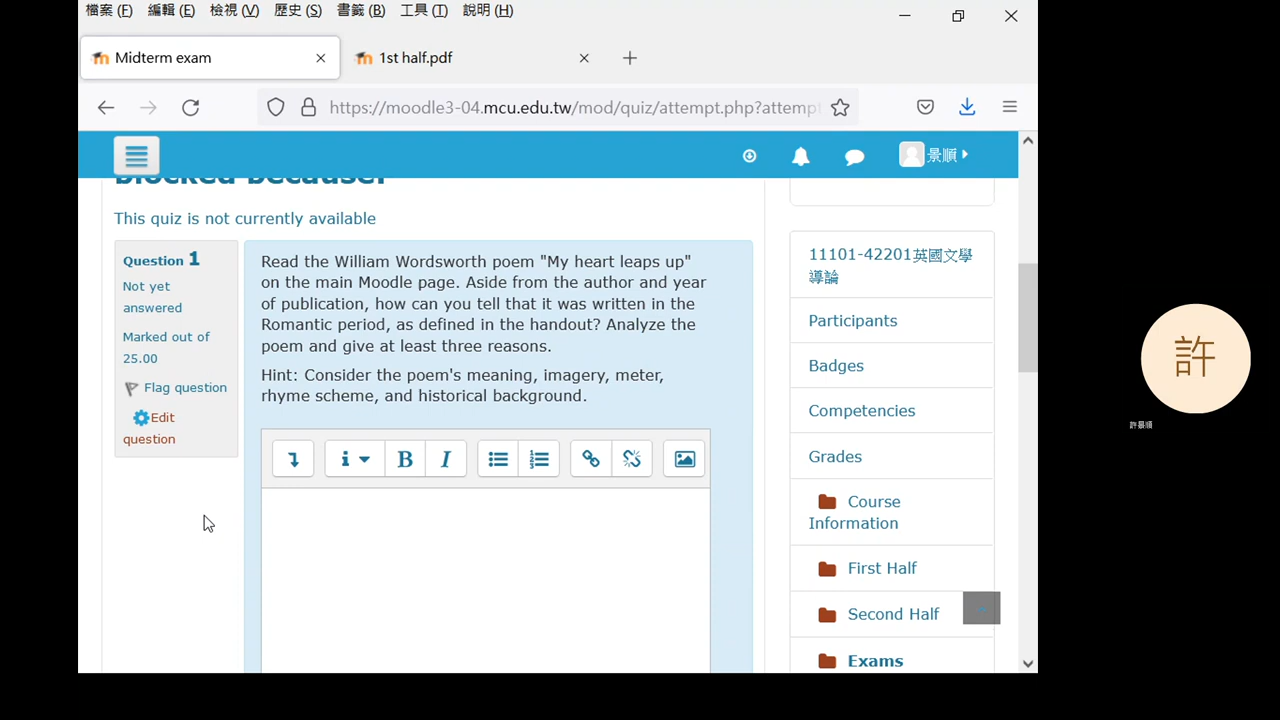 檔案 (F) 編輯 (E) 檢視 (V) 歷史 (S) 書籤 (B) 工具 (T) 說明 (H)
Midterm exam
1st half.pdf
https://moodle3-04.mcu.edu.tw/mod/quiz/attempt.php?attempt
景順
blocked because:
This quiz is not currently available
Question 1
Not yet
answered
Marked out of
25.00
Flag question
Edit
question
Read the William Wordsworth poem "My heart leaps up"
on the main Moodle page. Aside from the author and year
of publication, how can you tell that it was written in the
Romantic period, as defined in the handout? Analyze the
poem and give at least three reasons.
Hint: Consider the poem's meaning, imagery, meter,
rhyme scheme, and historical background.
B
I
11101-42201英國文學
導論
Participants
Badges
Competencies
Grades
Course
Information
First Half
Second Half
Exams
許
許景順